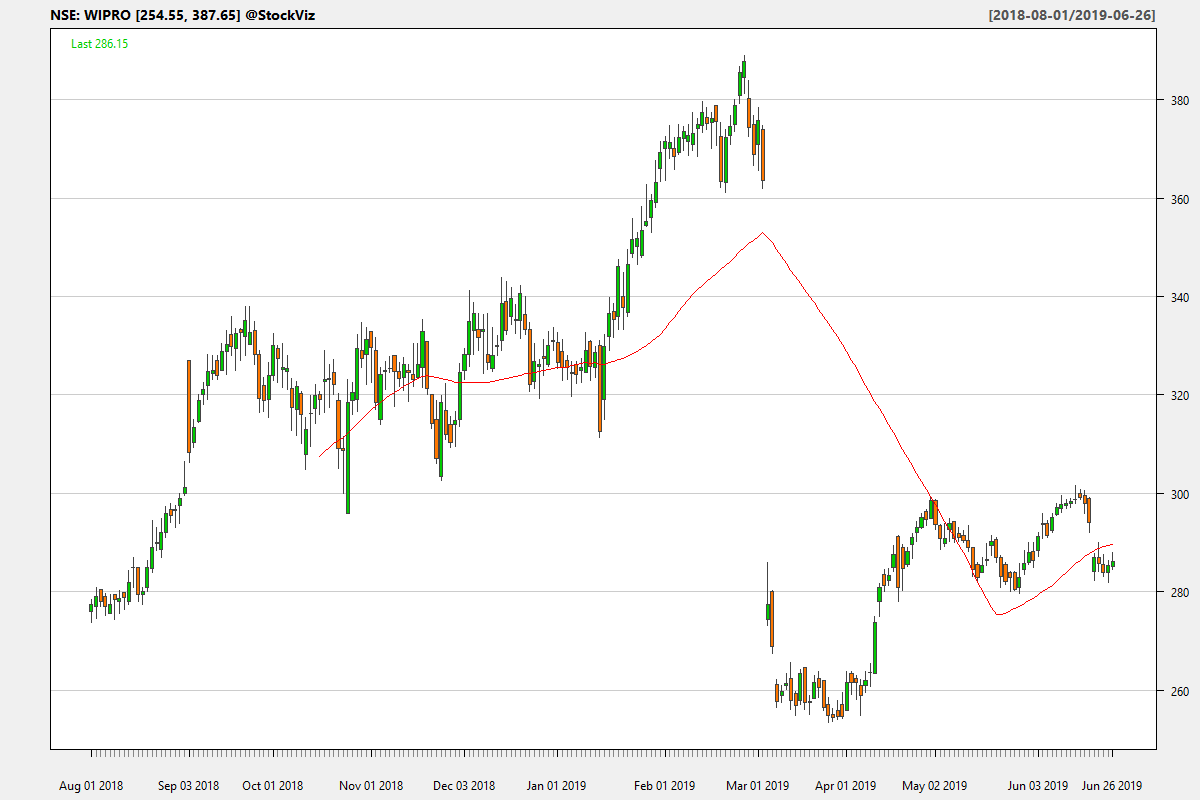 NSE: WIPRO [254.55, 387.65] @StockViz
[2018-08-01/2019-06-26]
Last 286.15
380
360
340
320
300
280
260
Aug 01 2018
Sep 03 2018
Oct 01 2018
Nov 01 2018
Dec 03 2018
Jan 01 2019
Feb 01 2019
Mar 01 2019
Apr 01 2019
May 02 2019
Jun 03 2019
Jun 26 2019